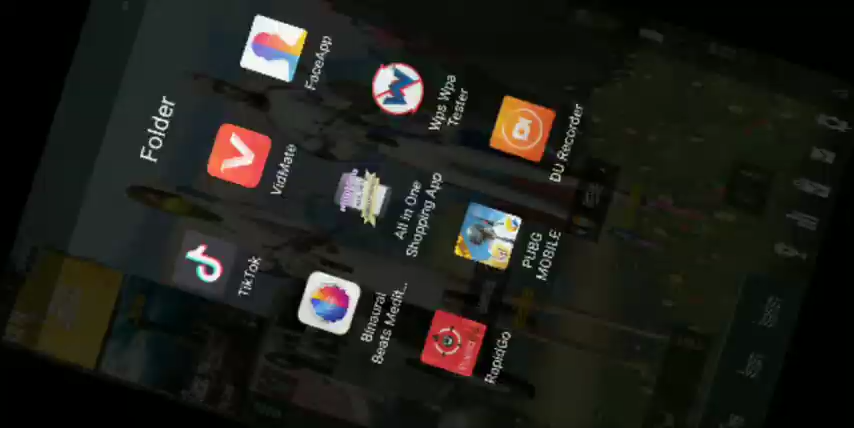 Folder
TikTok
VidMate
FaceApp
Binaural
Beats Medit...
All in One
Shopping App
Wps Wpa
Tester
RapidGo
PUBG
MOBILE
DU Recorder